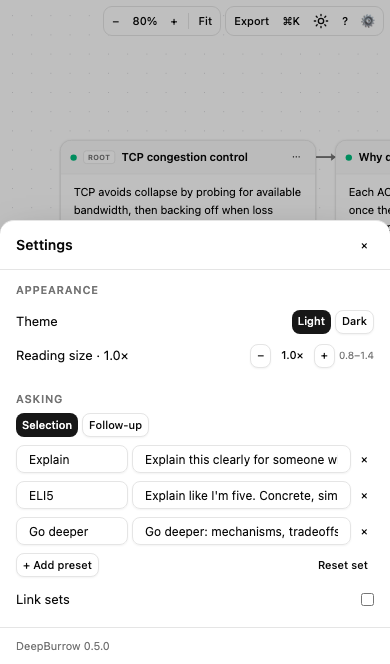 − 80% + Fit Export ⌘K ?
ROOT TCP congestion control ··· Why
TCP avoids collapse by probing for available Each AC
bandwidth, then backing off when loss once the
Settings ×
APPEARANCE
Theme Light Dark
Reading size · 1.0× − 1.0× + 0.8–1.4
ASKING
Selection Follow-up
Explain Explain this clearly for someone w ×
ELI5 Explain like I'm five. Concrete, sim ×
Go deeper Go deeper: mechanisms, tradeoffs ×
+ Add preset Reset set
Link sets
DeepBurrow 0.5.0